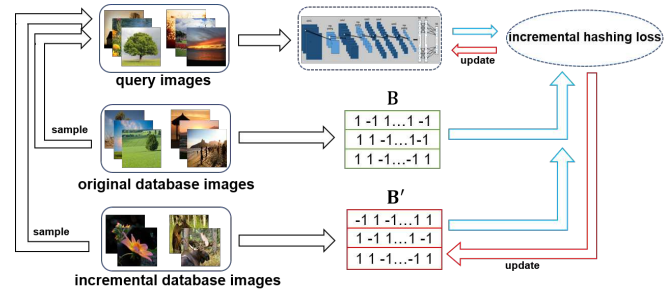 incremental hashing loss
update
query images
B
sample
1 -1 1...1 -1
1 1 -1...1-1
1 1 -1...-1 1
original database images
B′
sample
-1 1 -1...1 1
1 -1 1...1 -1
1 1 -1...-1 1
update
incremental database images